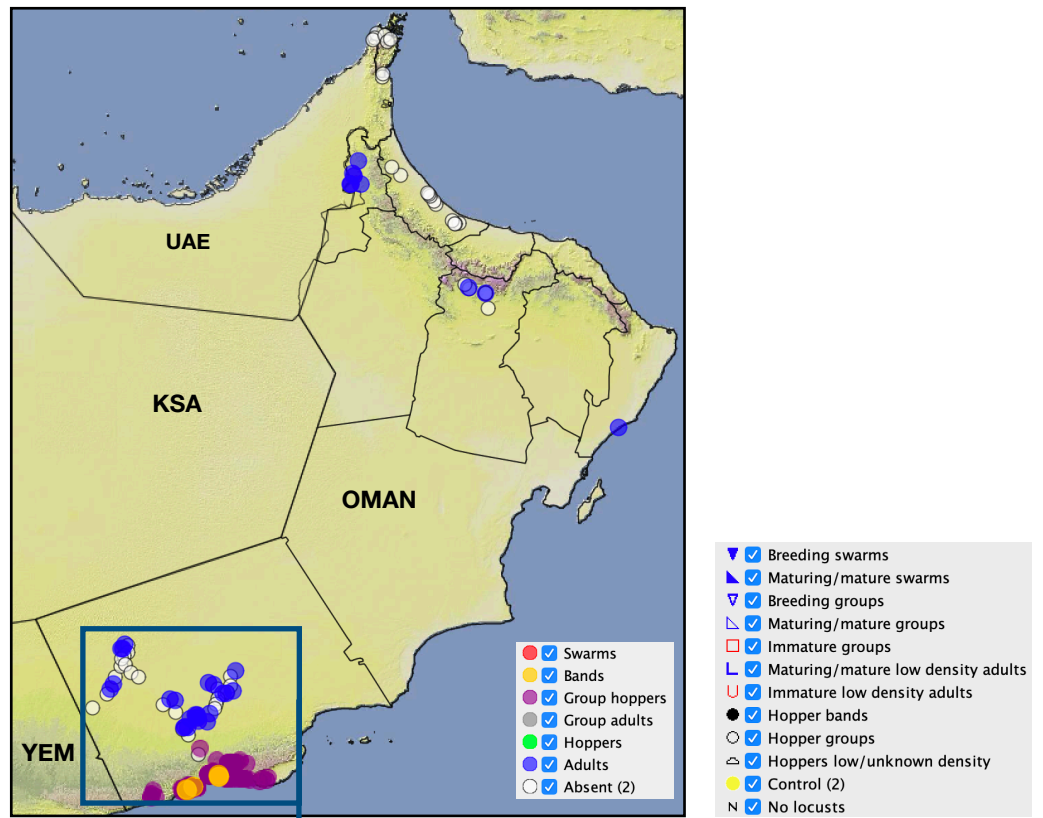 UAE
KSA
OMAN
YEM
Swarms
Bands
Group hoppers
Group adults
Hoppers
Adults
Absent (2)
Breeding swarms
Maturing/mature swarms
Breeding groups
Maturing/mature groups
Immature groups
Maturing/mature low density adults
Immature low density adults
Hopper bands
Hopper groups
Hoppers low/unknown density
Control (2)
N No locusts